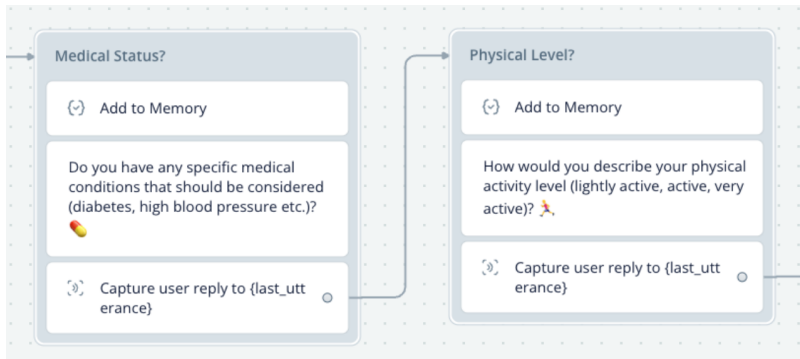 Medical Status?
Add to Memory
Do you have any specific medical
conditions that should be considered
(diabetes, high blood pressure etc.)?
💊
Capture user reply to {last_utt
erance}
Physical Level?
Add to Memory
How would you describe your physical
activity level (lightly active, active, very
active)? 🏃‍♀️
Capture user reply to {last_utt
erance}